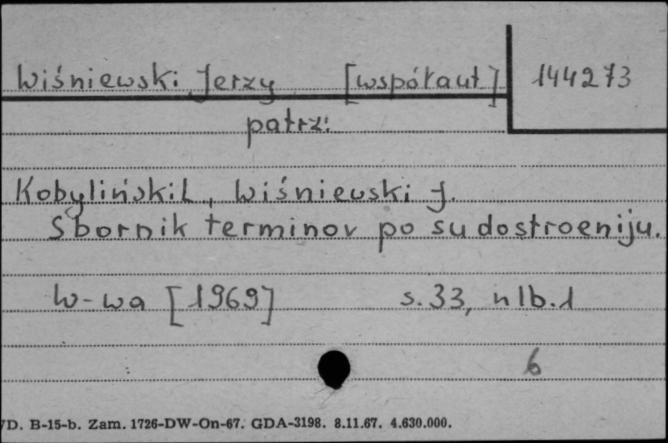 Wiśniewski Jerzy [współaut] 144273
patrz:
Kobyliński L., Wiśniewski J.
Sbornik terminov po sudostroeniju.
W-wa [1969] s. 33, nlb. 1
6
D. B-15-b. Zam. 1726-DW-On-67. GDA-3198. 8.11.67. 4.630.000.